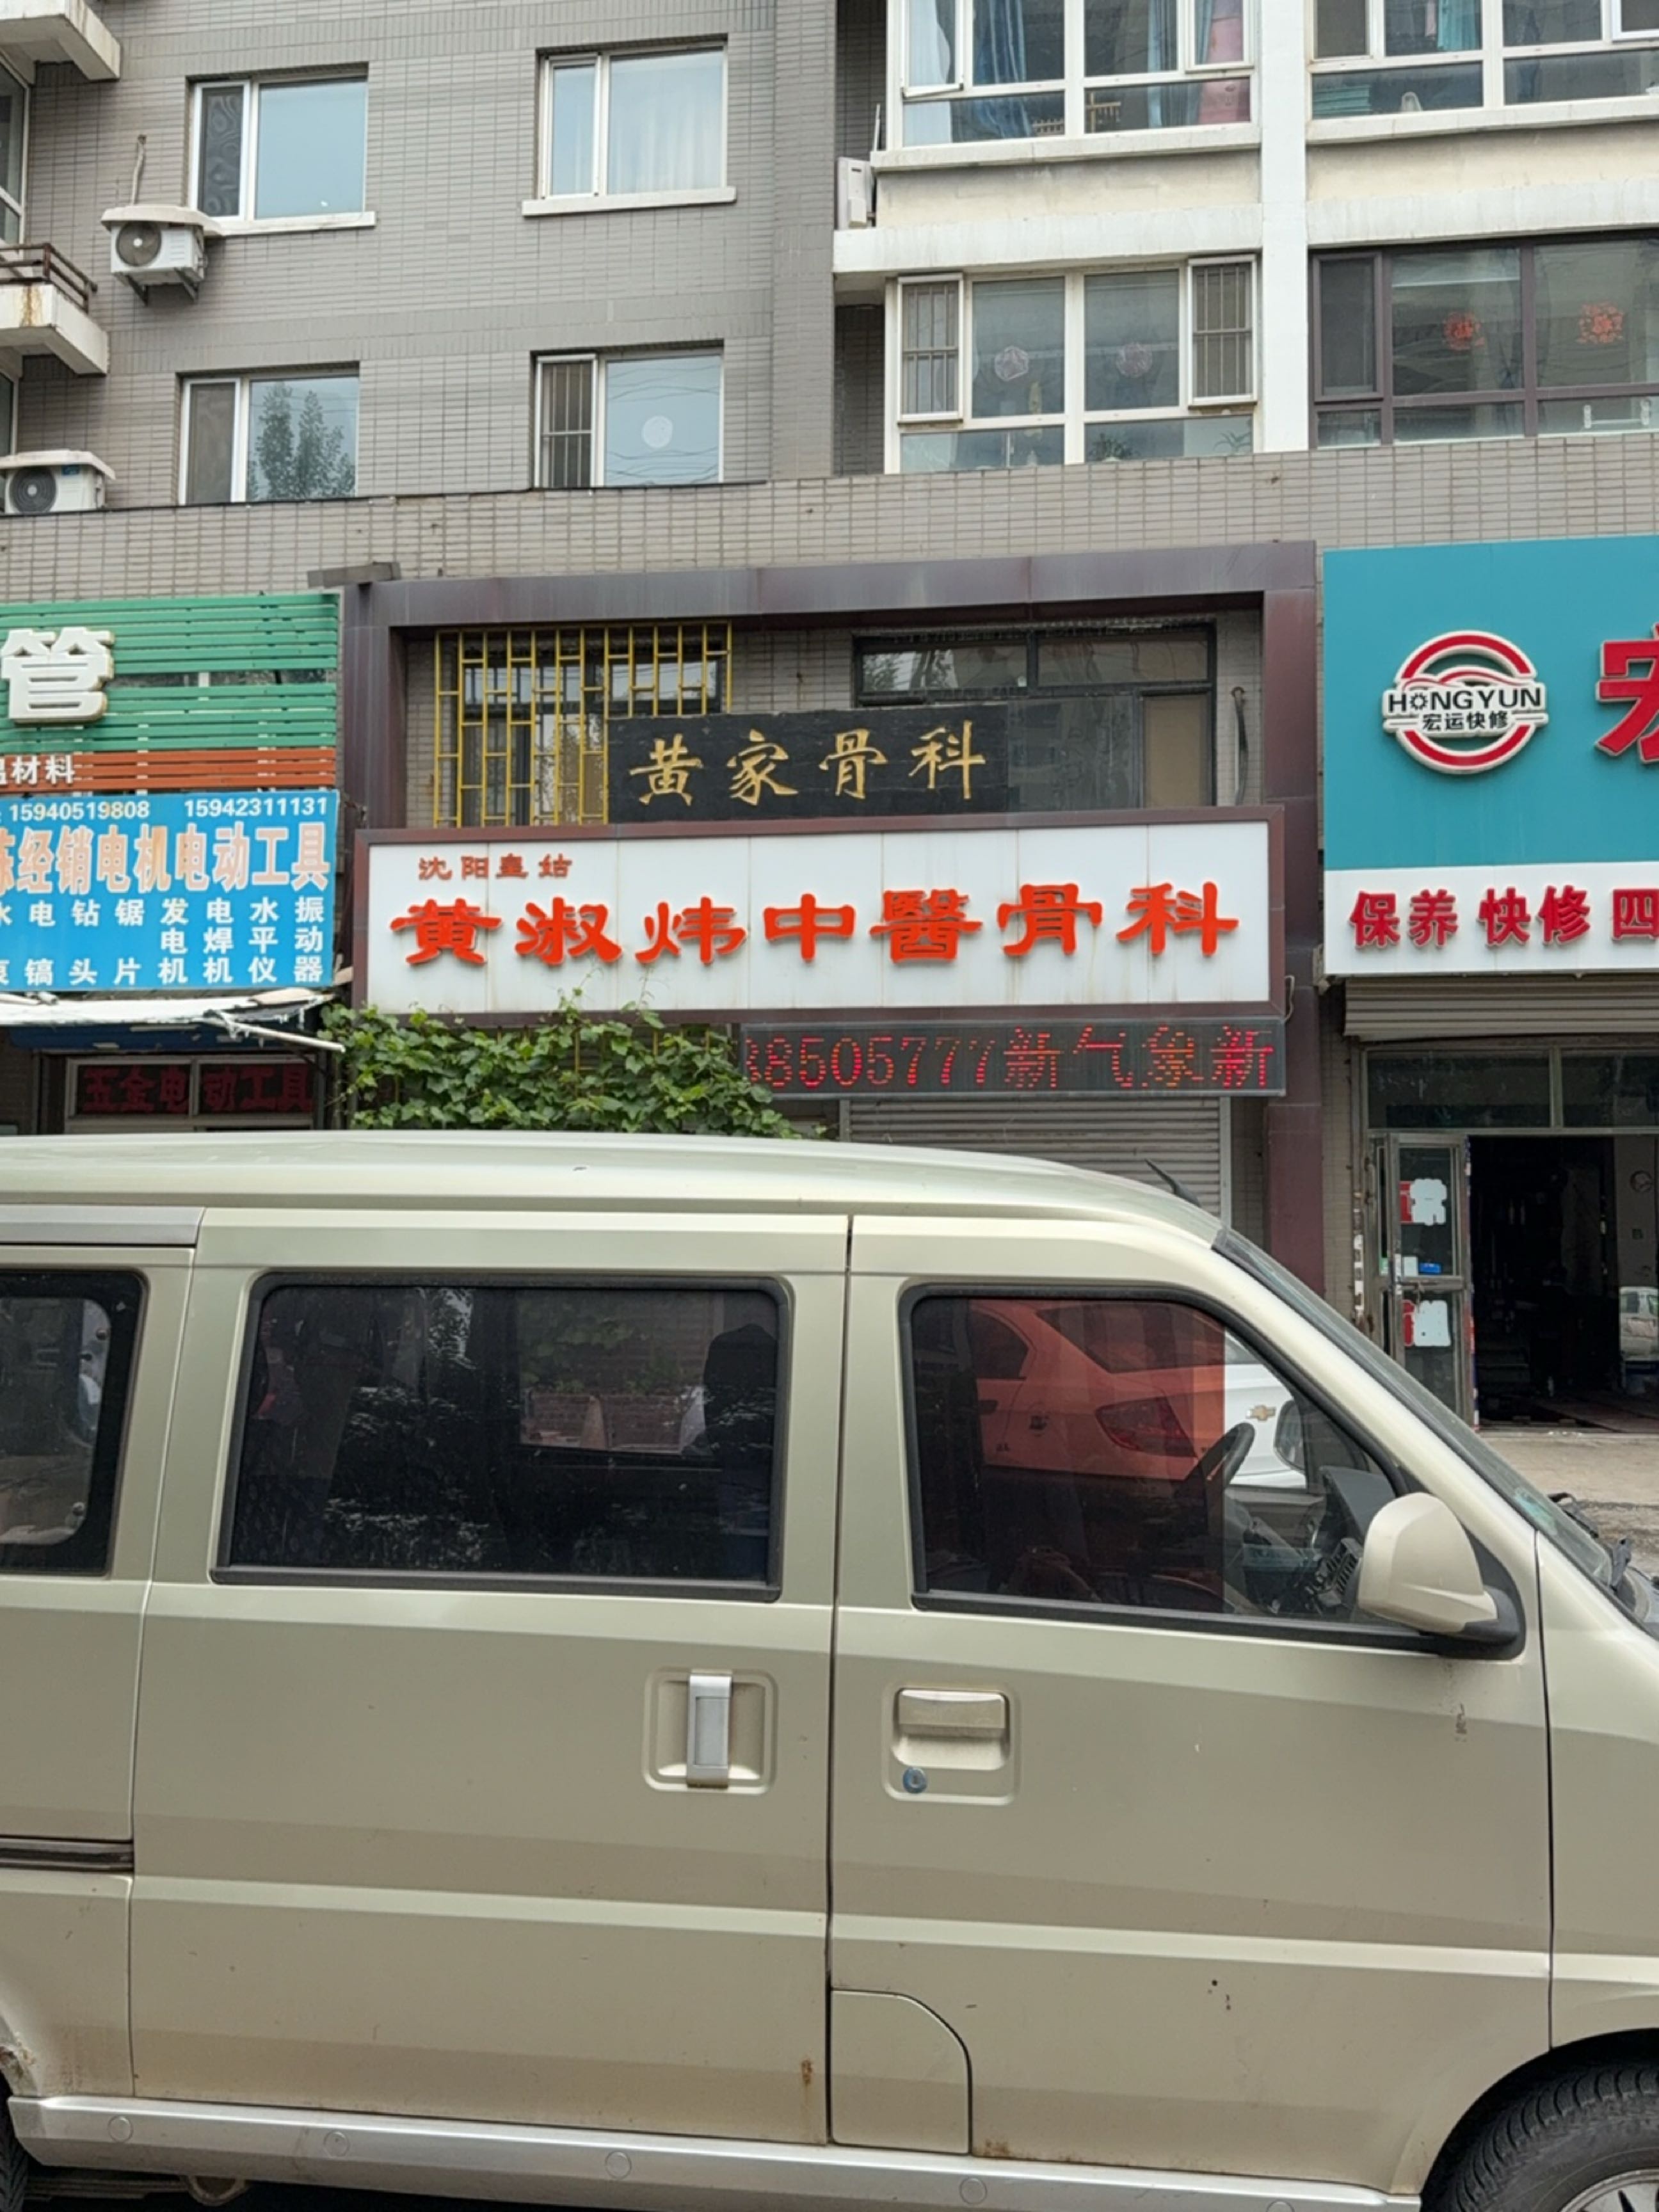 管
材料
15940519808 15942311131
经销电机电动工具
电钻锯发电水振
电焊平动
镐头片机机仪器
五金电动工具
黄家骨科
沈阳皇姑
黄淑炜中醫骨科
8505777新气象新
HONGYUN
宏运快修
宏
保养 快修 四